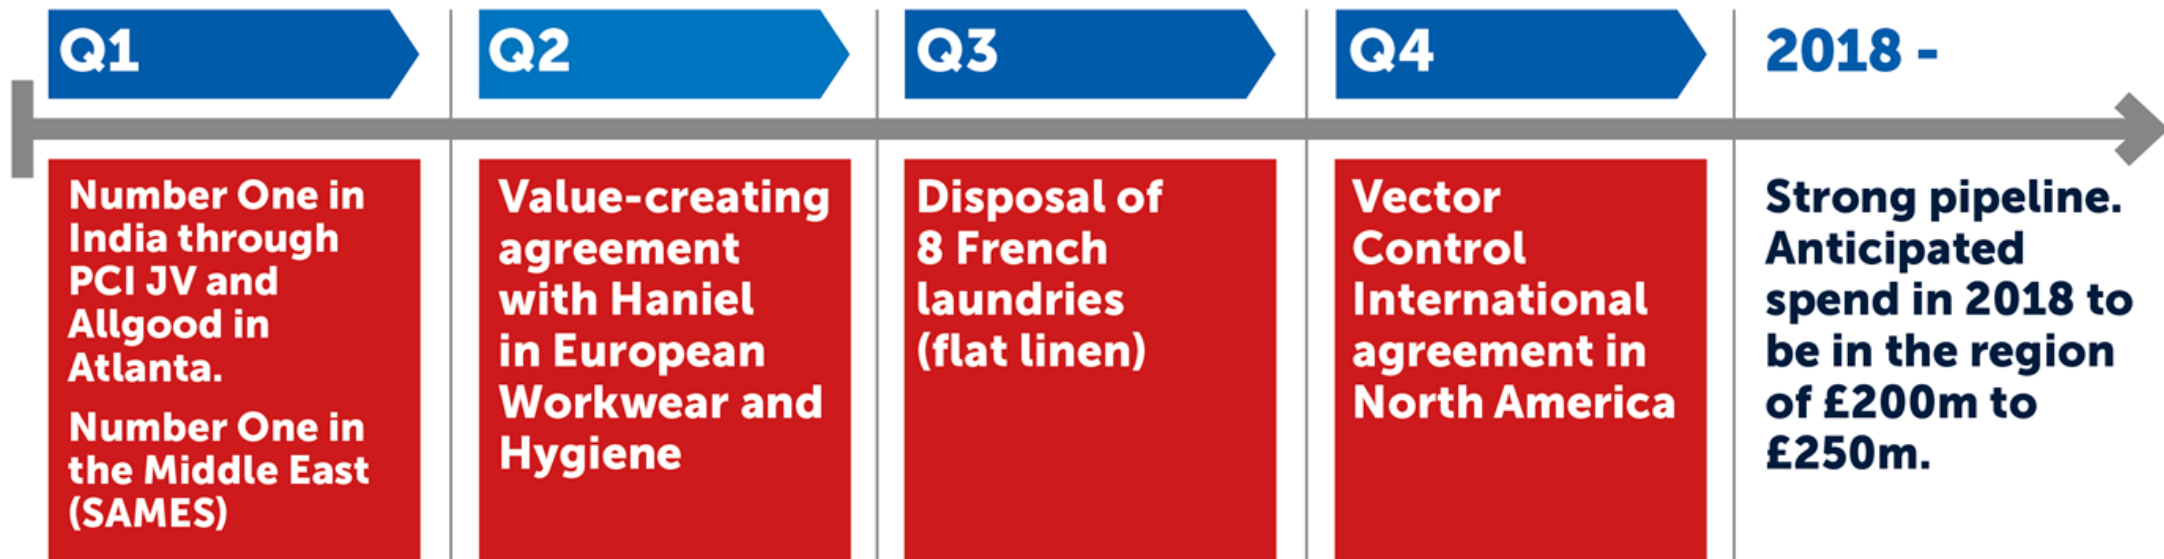 Q1
Number One in
India through
PCI JV and
Allgood in
Atlanta.
Number One in
the Middle East
(SAMES)
Q2
Value-creating
agreement
with Haniel
in European
Workwear and
Hygiene
Q3
Disposal of
8 French
laundries
(flat linen)
Q4
Vector
Control
International
agreement in
North America
2018 -
Strong pipeline.
Anticipated
spend in 2018 to
be in the region
of £200m to
£250m.